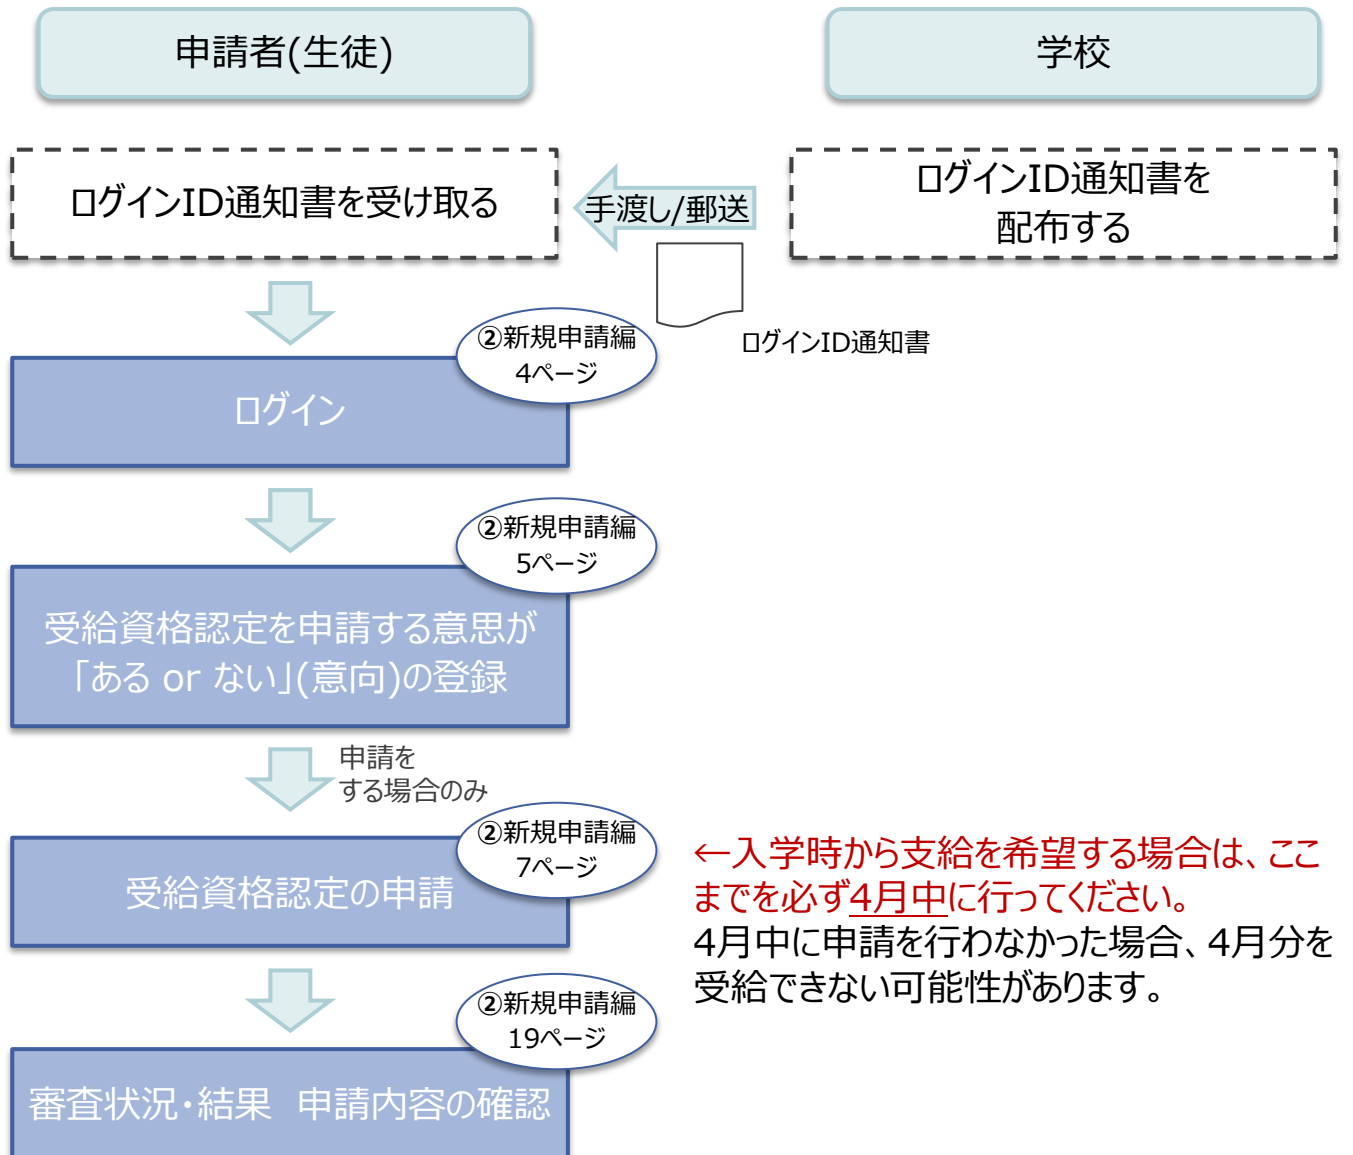 申請者(生徒)
学校
ログインID通知書を受け取る
手渡し/郵送
ログインID通知書を
配布する
ログインID通知書
②新規申請編
4ページ
ログイン
②新規申請編
5ページ
受給資格認定を申請する意思が
「ある or ない」(意向)の登録
申請を
する場合のみ
②新規申請編
7ページ
受給資格認定の申請
←入学時から支給を希望する場合は、ここ
までを必ず4月中に行ってください。
4月中に申請を行わなかった場合、4月分を
受給できない可能性があります。
②新規申請編
19ページ
審査状況・結果　申請内容の確認